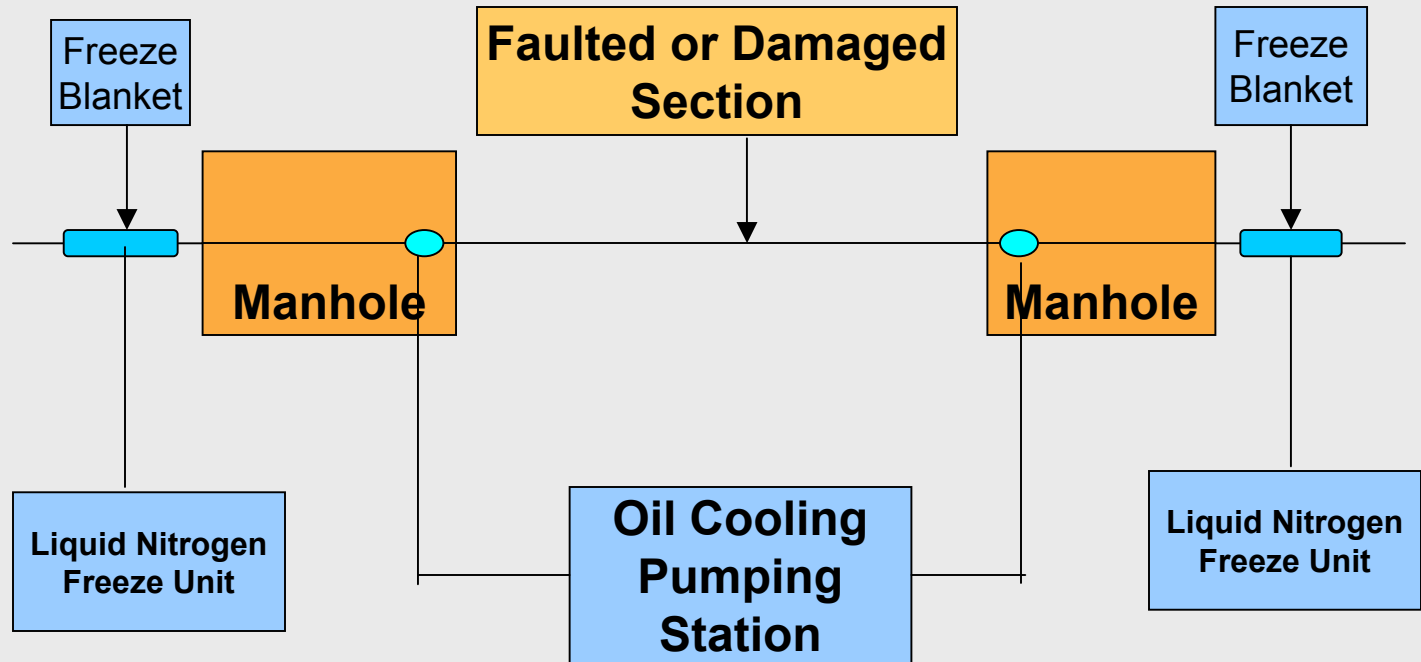 Freeze
Blanket
Faulted or Damaged
Section
Freeze
Blanket
Manhole
Manhole
Liquid Nitrogen
Freeze Unit
Oil Cooling
Pumping
Station
Liquid Nitrogen
Freeze Unit